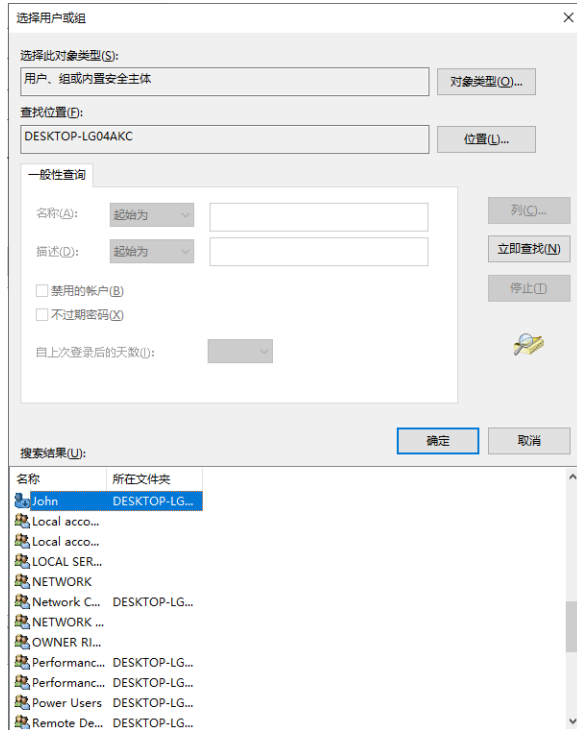 选择用户或组
选择此对象类型(S):
用户、组或内置安全主体
对象类型(O)...
查找位置(F):
DESKTOP-LG04AKC
位置(L)...
一般性查询
名称(A): 起始为
列(C)...
描述(D): 起始为
立即查找(N)
禁用的帐户(B)
停止(T)
不过期密码(X)
自上次登录后的天数(I):
确定 取消
搜索结果(U):
名称 所在文件夹
John DESKTOP-LG...
Local acco...
Local acco...
LOCAL SER...
NETWORK
Network C... DESKTOP-LG...
NETWORK ...
OWNER RI...
Performanc... DESKTOP-LG...
Performanc... DESKTOP-LG...
Power Users DESKTOP-LG...
Remote De... DESKTOP-LG...